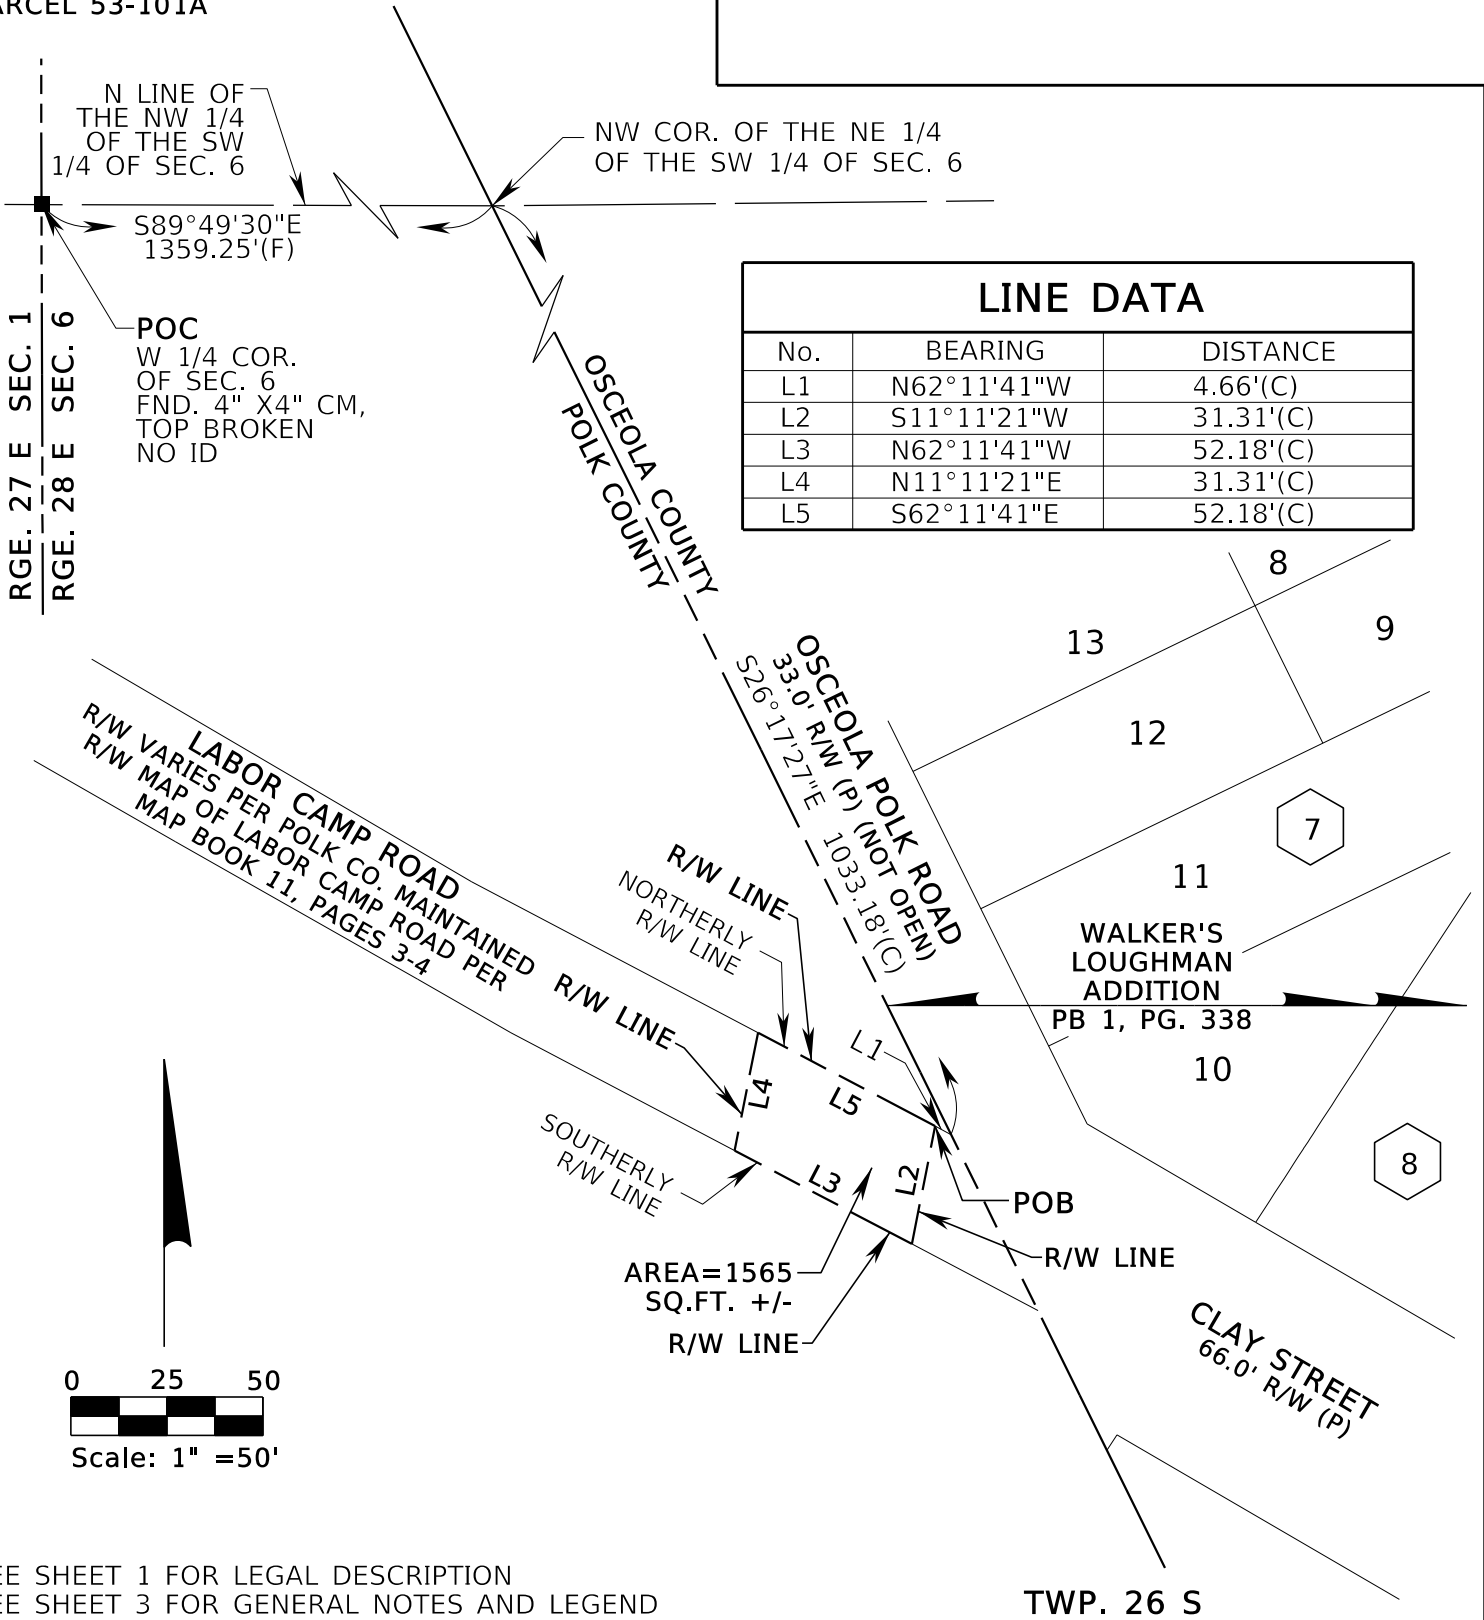 53-101A
N LINE OF
THE NW 1/4
OF THE SW
1/4 OF SEC. 6
NW COR. OF THE NE 1/4
OF THE SW 1/4 OF SEC. 6
S89°49'30"E
1359.25'(F)
POC
W 1/4 COR.
OF SEC. 6
FND. 4" X4" CM,
TOP BROKEN
NO ID
RGE. 27 E SEC. 1
RGE. 28 E SEC. 6
LINE DATA
No. BEARING DISTANCE
L1 N62°11'41"W 4.66'(C)
L2 S11°11'21"W 31.31'(C)
L3 N62°11'41"W 52.18'(C)
L4 N11°11'21"E 31.31'(C)
L5 S62°11'41"E 52.18'(C)
OSCEOLA COUNTY
POLK COUNTY
8
13
9
12
7
11
OSCEOLA POLK ROAD
33.0' R/W (P) (NOT OPEN)
S26°17'27"E 1033.18'(C)
LABOR CAMP ROAD
R/W VARIES PER POLK CO. MAINTAINED
R/W MAP OF LABOR CAMP ROAD PER
MAP BOOK 11, PAGES 3-4
R/W LINE
NORTHERLY
R/W LINE
R/W LINE
WALKER'S
LOUGHMAN
ADDITION
PB 1, PG. 338
10
L1
L4
L5
L3
L2
SOUTHERLY
R/W LINE
8
POB
R/W LINE
AREA=1565
SQ.FT. +/-
R/W LINE
CLAY STREET
66.0' R/W (P)
0 25 50
Scale: 1" =50'
SHEET 1 FOR LEGAL DESCRIPTION
SHEET 3 FOR GENERAL NOTES AND LEGEND
TWP. 26 S